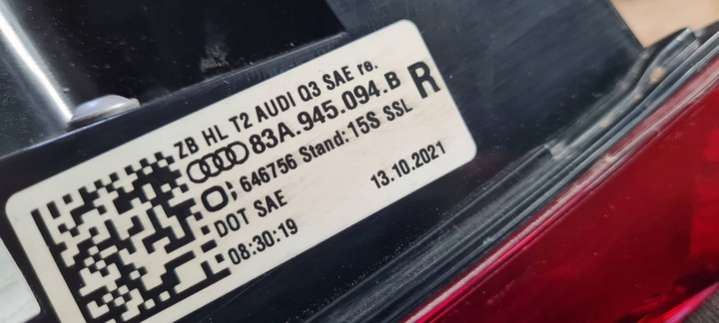 ZB HL T2 AUDI Q3 SAE re.
83A.945.094.B R
; 646756 Stand: 15S SSL
DOT SAE 13.10.2021
08:30:19